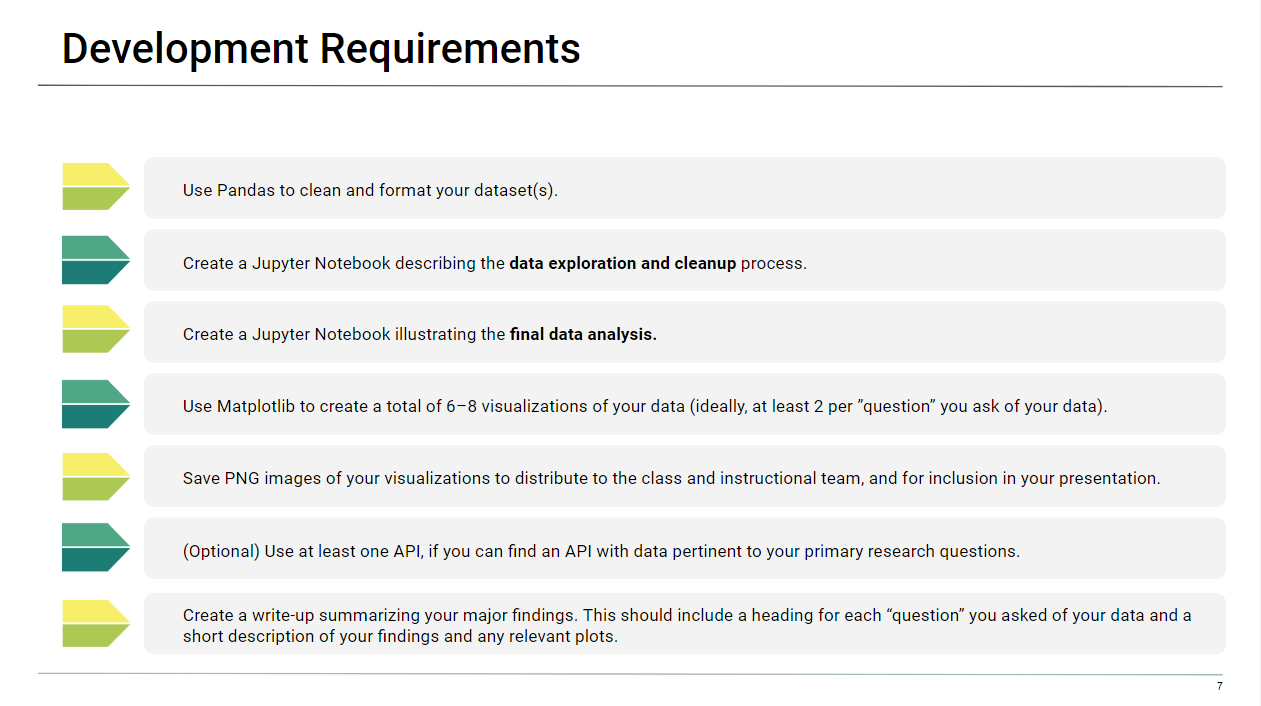 Development Requirements
Use Pandas to clean and format your dataset(s).
Create a Jupyter Notebook describing the data exploration and cleanup process.
Create a Jupyter Notebook illustrating the final data analysis.
Use Matplotlib to create a total of 6–8 visualizations of your data (ideally, at least 2 per ”question” you ask of your data).
Save PNG images of your visualizations to distribute to the class and instructional team, and for inclusion in your presentation.
(Optional) Use at least one API, if you can find an API with data pertinent to your primary research questions.
Create a write-up summarizing your major findings. This should include a heading for each “question” you asked of your data and a
short description of your findings and any relevant plots.
7